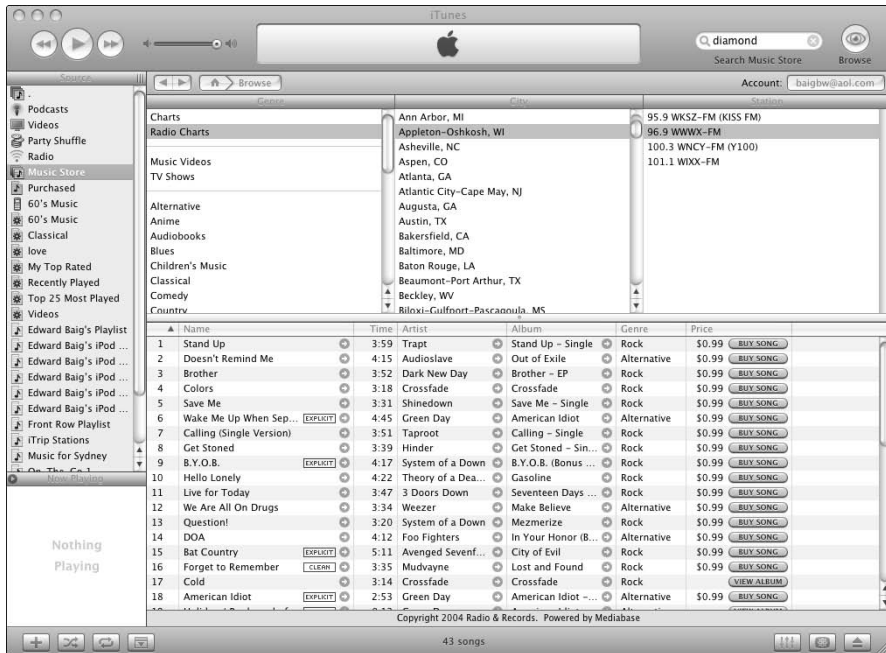 iTunes
diamond
Search Music Store
Browse
Source
Browse
Account: baigbw@aol.com
.
Podcasts
Videos
Party Shuffle
Radio
Music Store
Purchased
60's Music
60's Music
Classical
love
My Top Rated
Recently Played
Top 25 Most Played
Videos
Edward Baig's Playlist
Edward Baig's iPod ...
Edward Baig's iPod ...
Edward Baig's iPod ...
Edward Baig's iPod ...
Edward Baig's iPod ...
Front Row Playlist
iTrip Stations
Music for Sydney
On-The-Go 1
Now Playing
Nothing
Playing
Genre
Charts
Radio Charts
Music Videos
TV Shows
Alternative
Anime
Audiobooks
Blues
Children's Music
Classical
Comedy
Country
City
Ann Arbor, MI
Appleton-Oshkosh, WI
Asheville, NC
Aspen, CO
Atlanta, GA
Atlantic City-Cape May, NJ
Augusta, GA
Austin, TX
Bakersfield, CA
Baltimore, MD
Baton Rouge, LA
Beaumont-Port Arthur, TX
Beckley, WV
Biloxi-Gulfport-Pascagoula, MS
Station
95.9 WKSZ-FM (KISS FM)
96.9 WWWX-FM
100.3 WNCY-FM (Y100)
101.1 WIXX-FM
Name Time Artist Album Genre Price
1 Stand Up 3:59 Trapt Stand Up - Single Rock $0.99 BUY SONG
2 Doesn't Remind Me 4:15 Audioslave Out of Exile Alternative $0.99 BUY SONG
3 Brother 3:52 Dark New Day Brother - EP Rock $0.99 BUY SONG
4 Colors 3:18 Crossfade Crossfade Rock $0.99 BUY SONG
5 Save Me 3:31 Shinedown Save Me - Single Rock $0.99 BUY SONG
6 Wake Me Up When Sep... EXPLICIT 4:45 Green Day American Idiot Alternative $0.99 BUY SONG
7 Calling (Single Version) 3:51 Taproot Calling - Single Rock $0.99 BUY SONG
8 Get Stoned 3:39 Hinder Get Stoned - Sin... Rock $0.99 BUY SONG
9 B.Y.O.B. EXPLICIT 4:17 System of a Down B.Y.O.B. (Bonus ... Rock $0.99 BUY SONG
10 Hello Lonely 4:22 Theory of a Dea... Gasoline Rock $0.99 BUY SONG
11 Live for Today 3:47 3 Doors Down Seventeen Days ... Rock $0.99 BUY SONG
12 We Are All On Drugs 3:34 Weezer Make Believe Alternative $0.99 BUY SONG
13 Question! 3:20 System of a Down Mezmerize Rock $0.99 BUY SONG
14 DOA 4:12 Foo Fighters In Your Honor (B... Alternative $0.99 BUY SONG
15 Bat Country EXPLICIT 5:11 Avenged Sevenf... City of Evil Rock $0.99 BUY SONG
16 Forget to Remember CLEAN 3:35 Mudvayne Lost and Found Rock $0.99 BUY SONG
17 Cold 3:14 Crossfade Crossfade Rock VIEW ALBUM
18 American Idiot EXPLICIT 2:53 Green Day American Idiot -... Alternative $0.99 BUY SONG
Copyright 2004 Radio & Records. Powered by Mediabase
43 songs